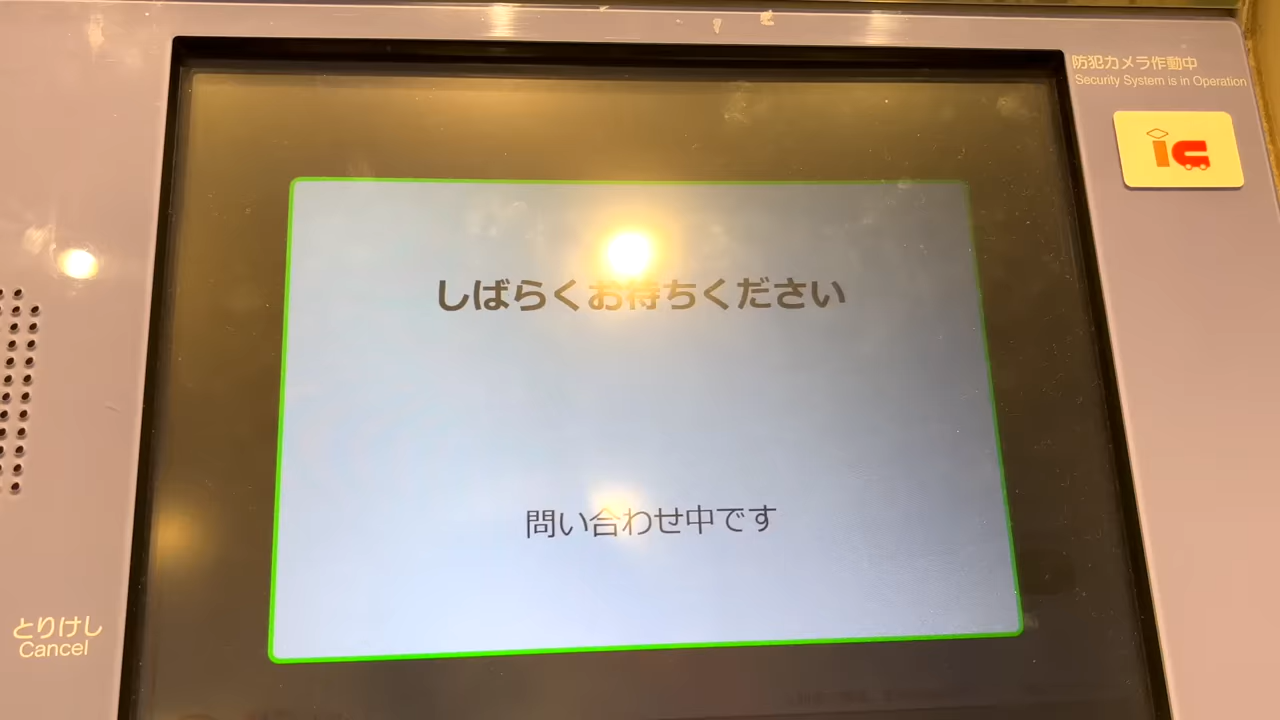 防犯カメラ作動中
Security System is in Operation
IC
しばらくお待ちください
問い合わせ中です
とりけし
Cancel